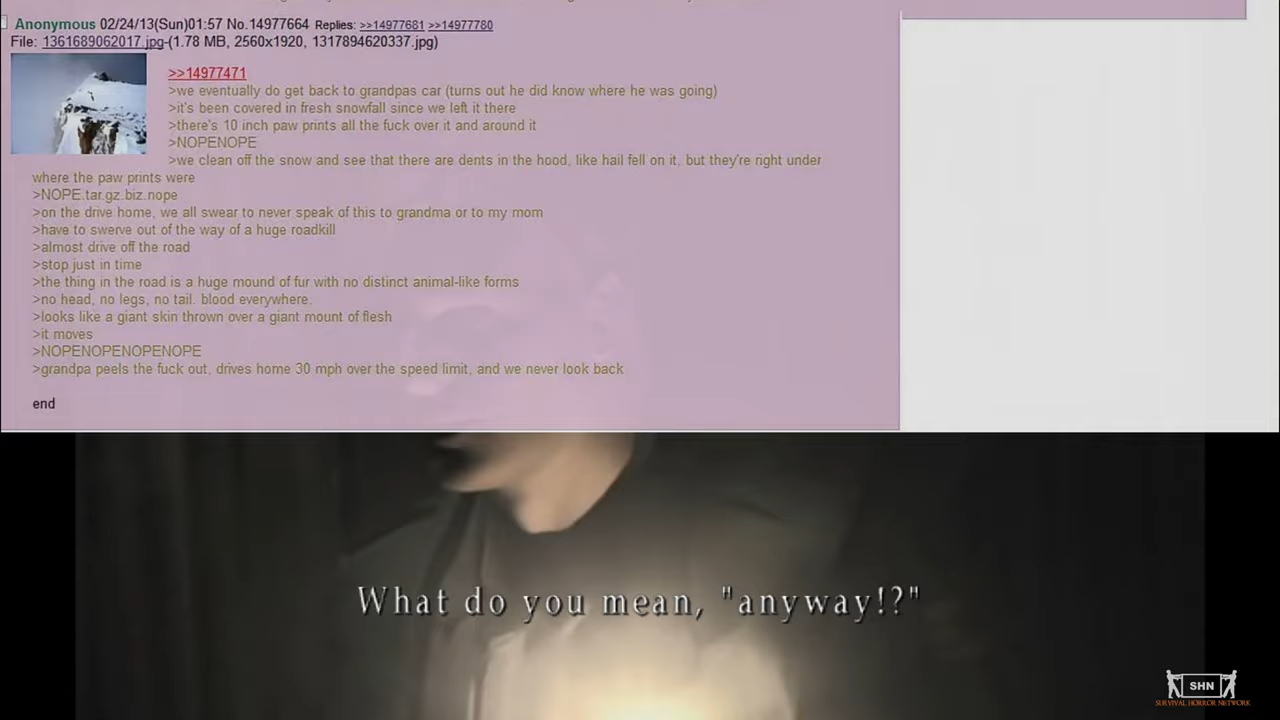 Anonymous 02/24/13(Sun)01:57 No.14977664 Replies: >>14977681 >>14977780
File: 1361689062017.jpg-(1.78 MB, 2560x1920, 1317894620337.jpg)
>>14977471
>we eventually do get back to grandpas car (turns out he did know where he was going)
>it's been covered in fresh snowfall since we left it there
>there's 10 inch paw prints all the fuck over it and around it
>NOPENOPE
>we clean off the snow and see that there are dents in the hood, like hail fell on it, but they're right under
where the paw prints were
>NOPE.tar.gz.biz.nope
>on the drive home, we all swear to never speak of this to grandma or to my mom
>have to swerve out of the way of a huge roadkill
>almost drive off the road
>stop just in time
>the thing in the road is a huge mound of fur with no distinct animal-like forms
>no head, no legs, no tail. blood everywhere.
>looks like a giant skin thrown over a giant mount of flesh
>it moves
>NOPENOPENOPENOPE
>grandpa peels the fuck out, drives home 30 mph over the speed limit, and we never look back
end
What do you mean, "anyway!?"
SHN
SURVIVAL HORROR NETWORK